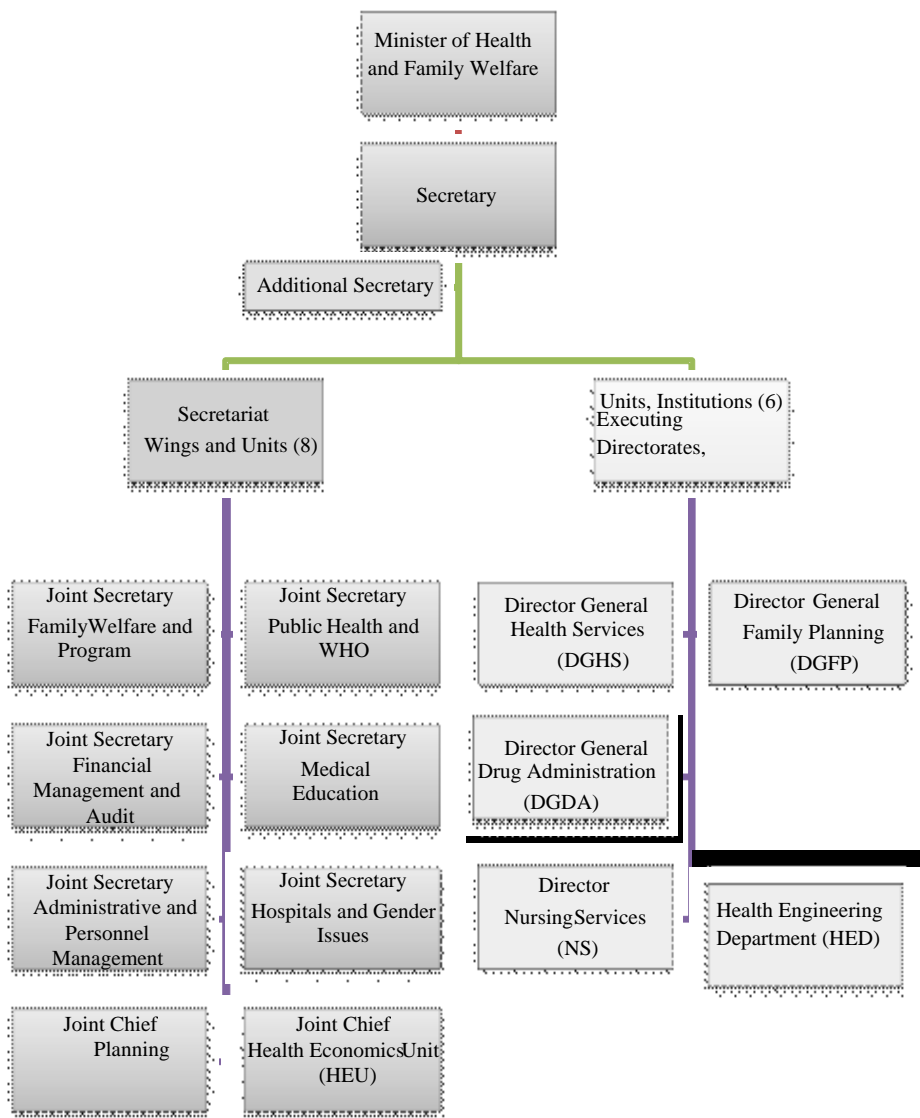 Minister of Health
and Family Welfare
Secretary
Additional Secretary
Secretariat
Wings and Units (8)
Units, Institutions (6)
Executing
Directorates,
Joint Secretary
FamilyWelfare and
Program
Joint Secretary
Public Health and
WHO
Director General
Health Services
(DGHS)
Director General
Family Planning
(DGFP)
Joint Secretary
Financial
Management and
Audit
Joint Secretary
Medical
Education
Director General
Drug Administration
(DGDA)
Joint Secretary
Administrative and
Personnel
Management
Joint Secretary
Hospitals and Gender
Issues
Director
NursingServices
(NS)
Health Engineering
Department (HED)
Joint Chief
Planning
Joint Chief
Health EconomicsUnit
(HEU)